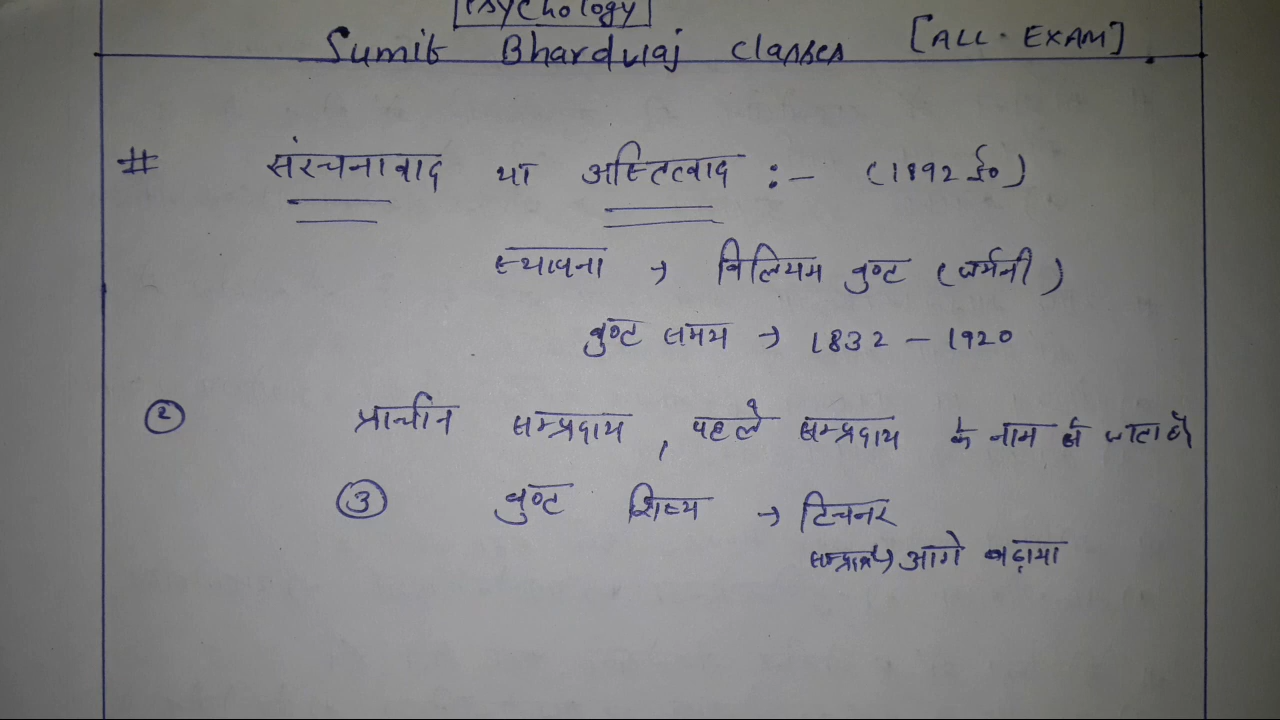 Psychology
Sumit Bhardwaj Classes [ALL. EXAM]
# संरचनावाद या अस्तित्ववाद :- (1892 ई०)
स्थापना → विलियम वुण्ट (जर्मनी)
वुण्ट समय → 1832 - 1920
② प्राचीन सम्प्रदाय, पहले सम्प्रदाय के नाम से जाता है
③ वुण्ट शिष्य → टिचनर
आगे बढ़ाया